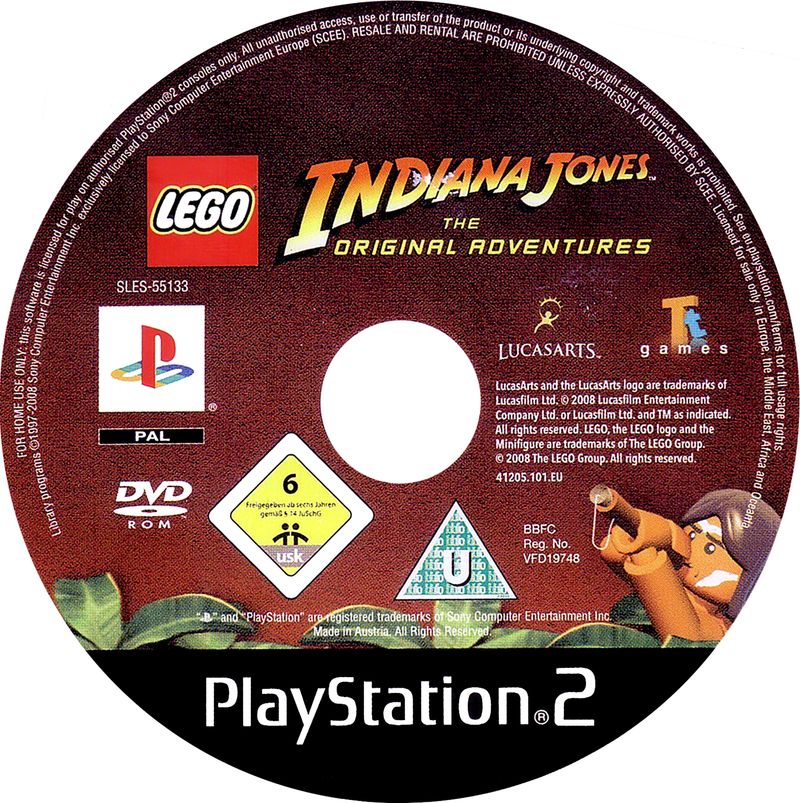 FOR HOME USE ONLY: this software is licensed for play on authorised PlayStation®2 consoles only. All unauthorised access, use or transfer of the product or its underlying copyright and trademark works is prohibited. See eu.playstation.com/terms for full usage rights.
Library programs ©1997-2008 Sony Computer Entertainment Inc. exclusively licensed to Sony Computer Entertainment Europe (SCEE). RESALE AND RENTAL ARE PROHIBITED UNLESS EXPRESSLY AUTHORISED BY SCEE. Licensed for sale only in Europe, the Middle East, Africa and Oceania.
LEGO
INDIANA JONES™
THE
ORIGINAL ADVENTURES
SLES-55133
®
PAL
DVD
ROM
LUCASARTS™
Tt
games
LucasArts and the LucasArts logo are trademarks of
Lucasfilm Ltd. © 2008 Lucasfilm Entertainment
Company Ltd. or Lucasfilm Ltd. and TM as indicated.
All rights reserved. LEGO, the LEGO logo and the
Minifigure are trademarks of The LEGO Group.
© 2008 The LEGO Group. All rights reserved.
41205.101.EU
6
Freigegeben ab sechs Jahren
gemäß § 14 JuSchG
usk
U
BBFC
Reg. No.
VFD19748
" " and "PlayStation" are registered trademarks of Sony Computer Entertainment Inc.
Made in Austria. All Rights Reserved.
PlayStation®2